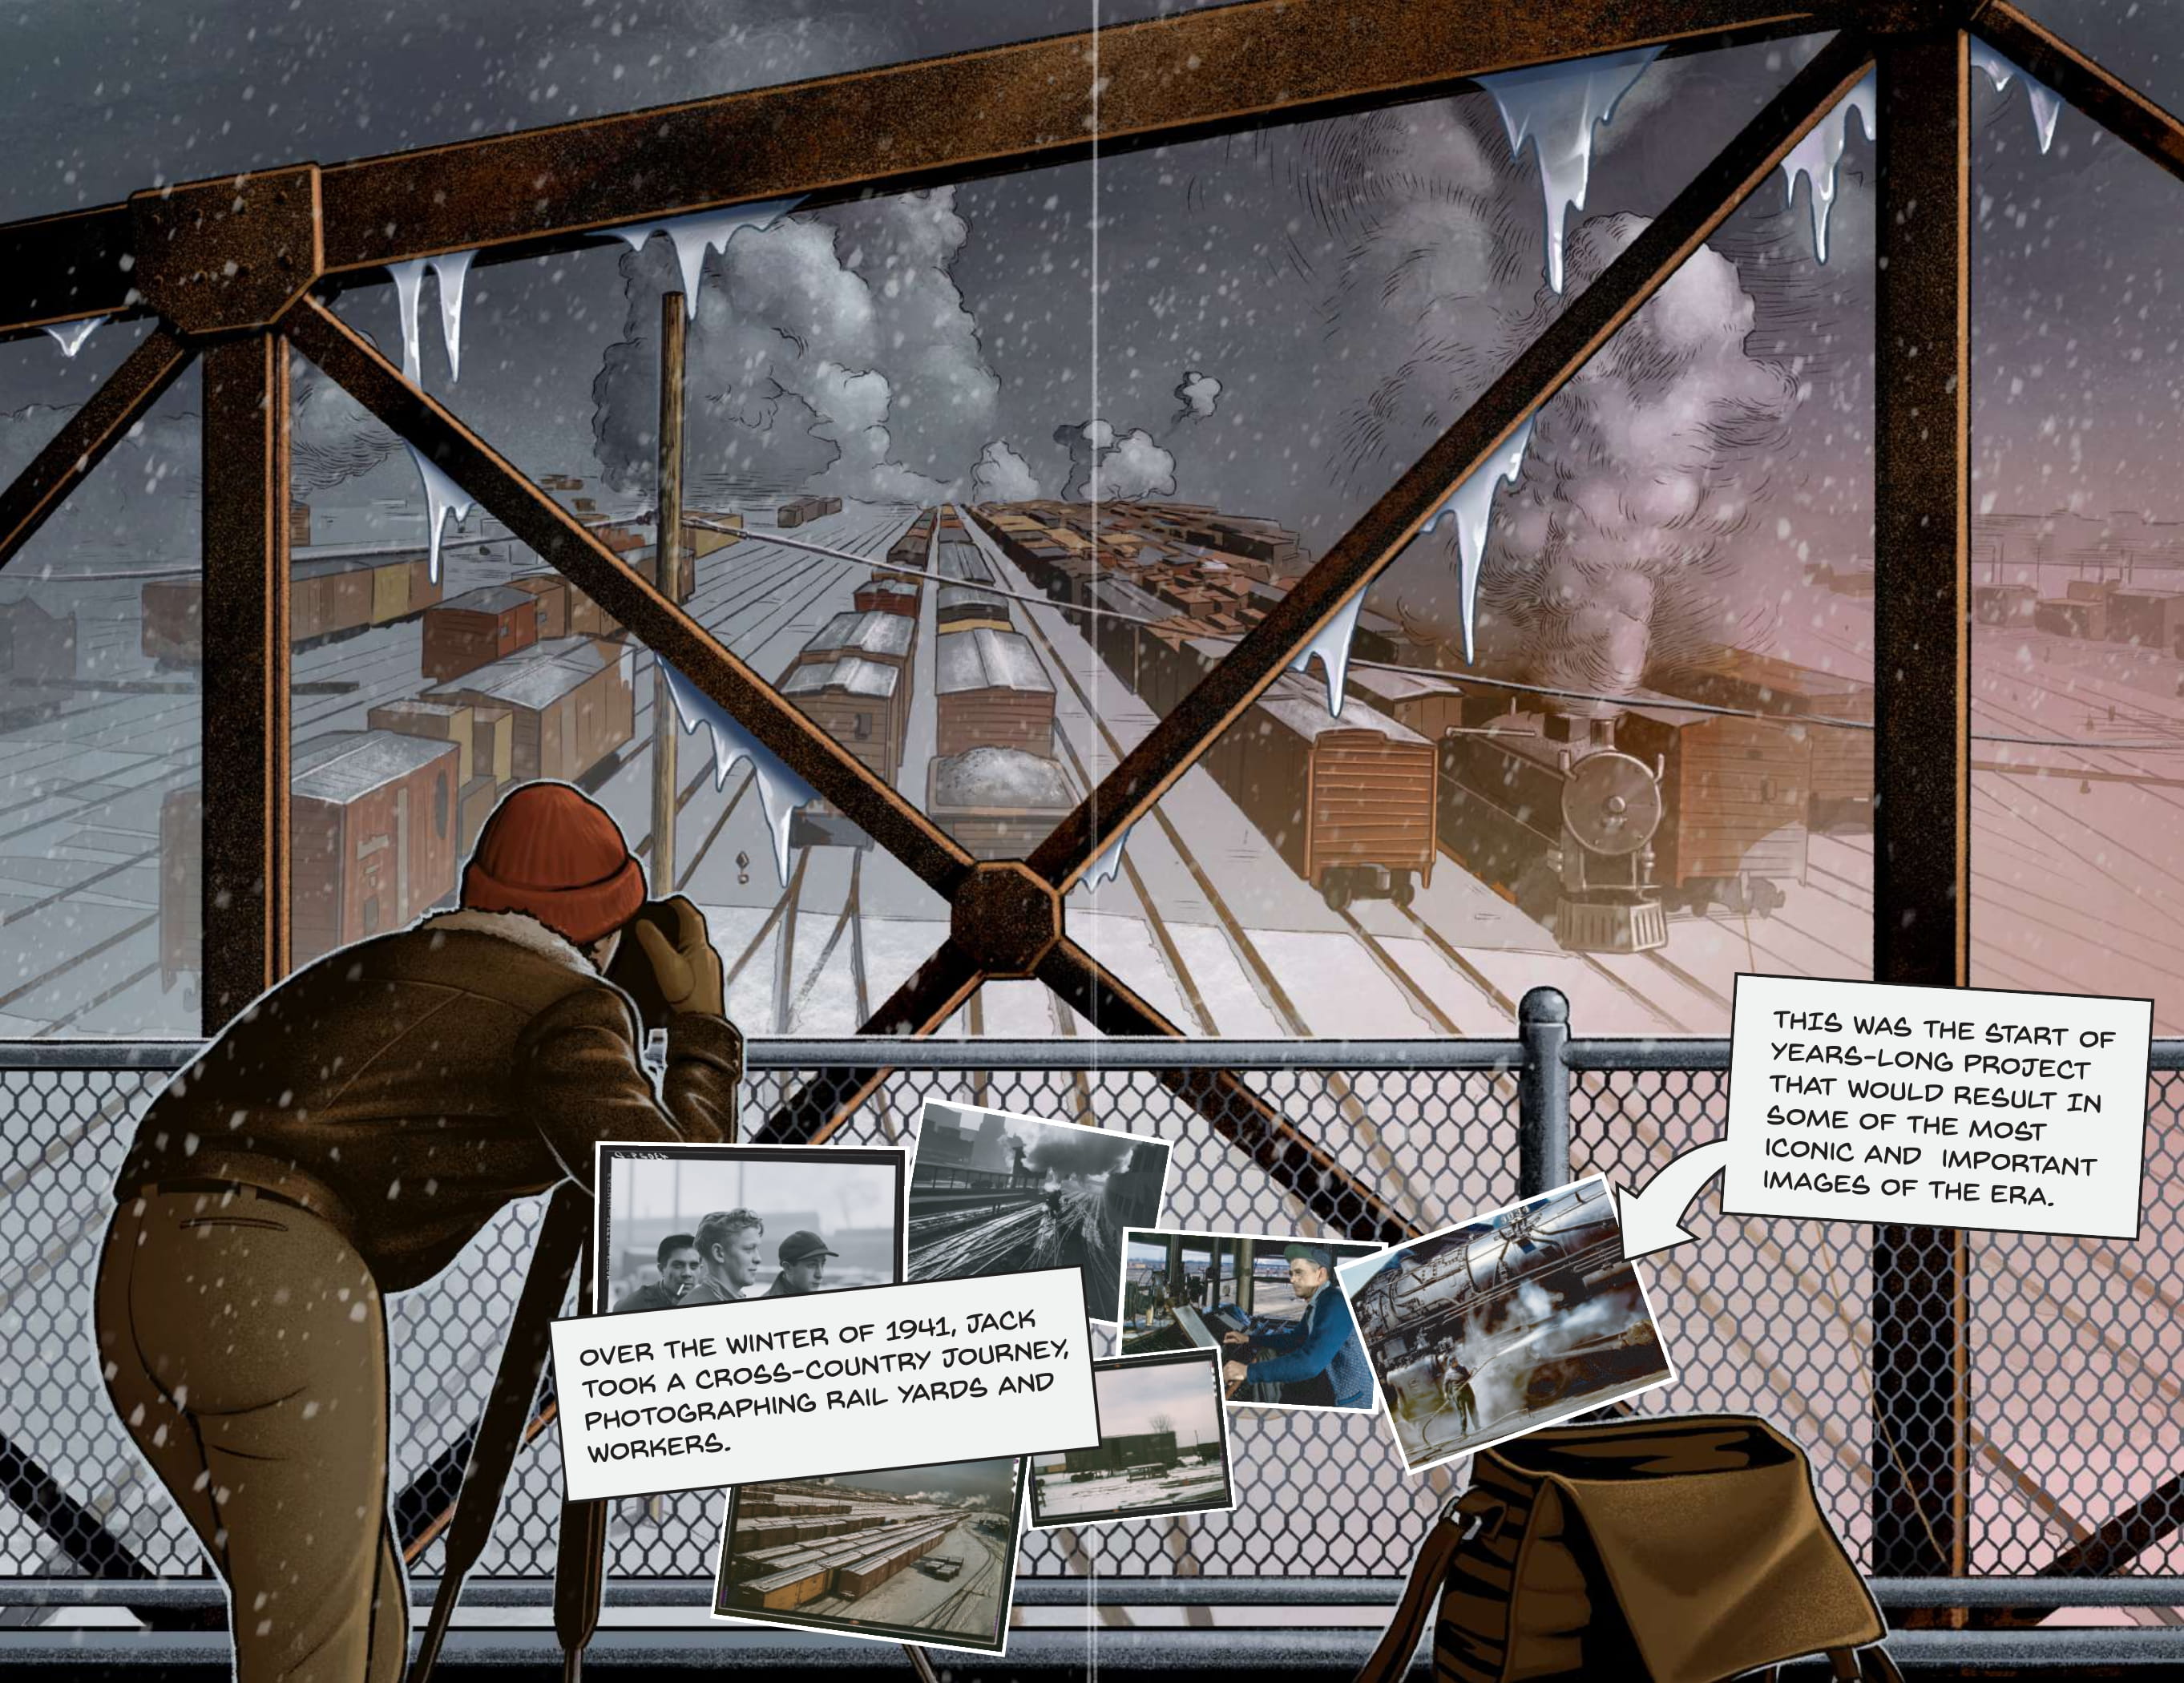 OVER THE WINTER OF 1941, JACK
TOOK A CROSS-COUNTRY JOURNEY,
PHOTOGRAPHING RAIL YARDS AND
WORKERS.
THIS WAS THE START OF
YEARS-LONG PROJECT
THAT WOULD RESULT IN
SOME OF THE MOST
ICONIC AND IMPORTANT
IMAGES OF THE ERA.